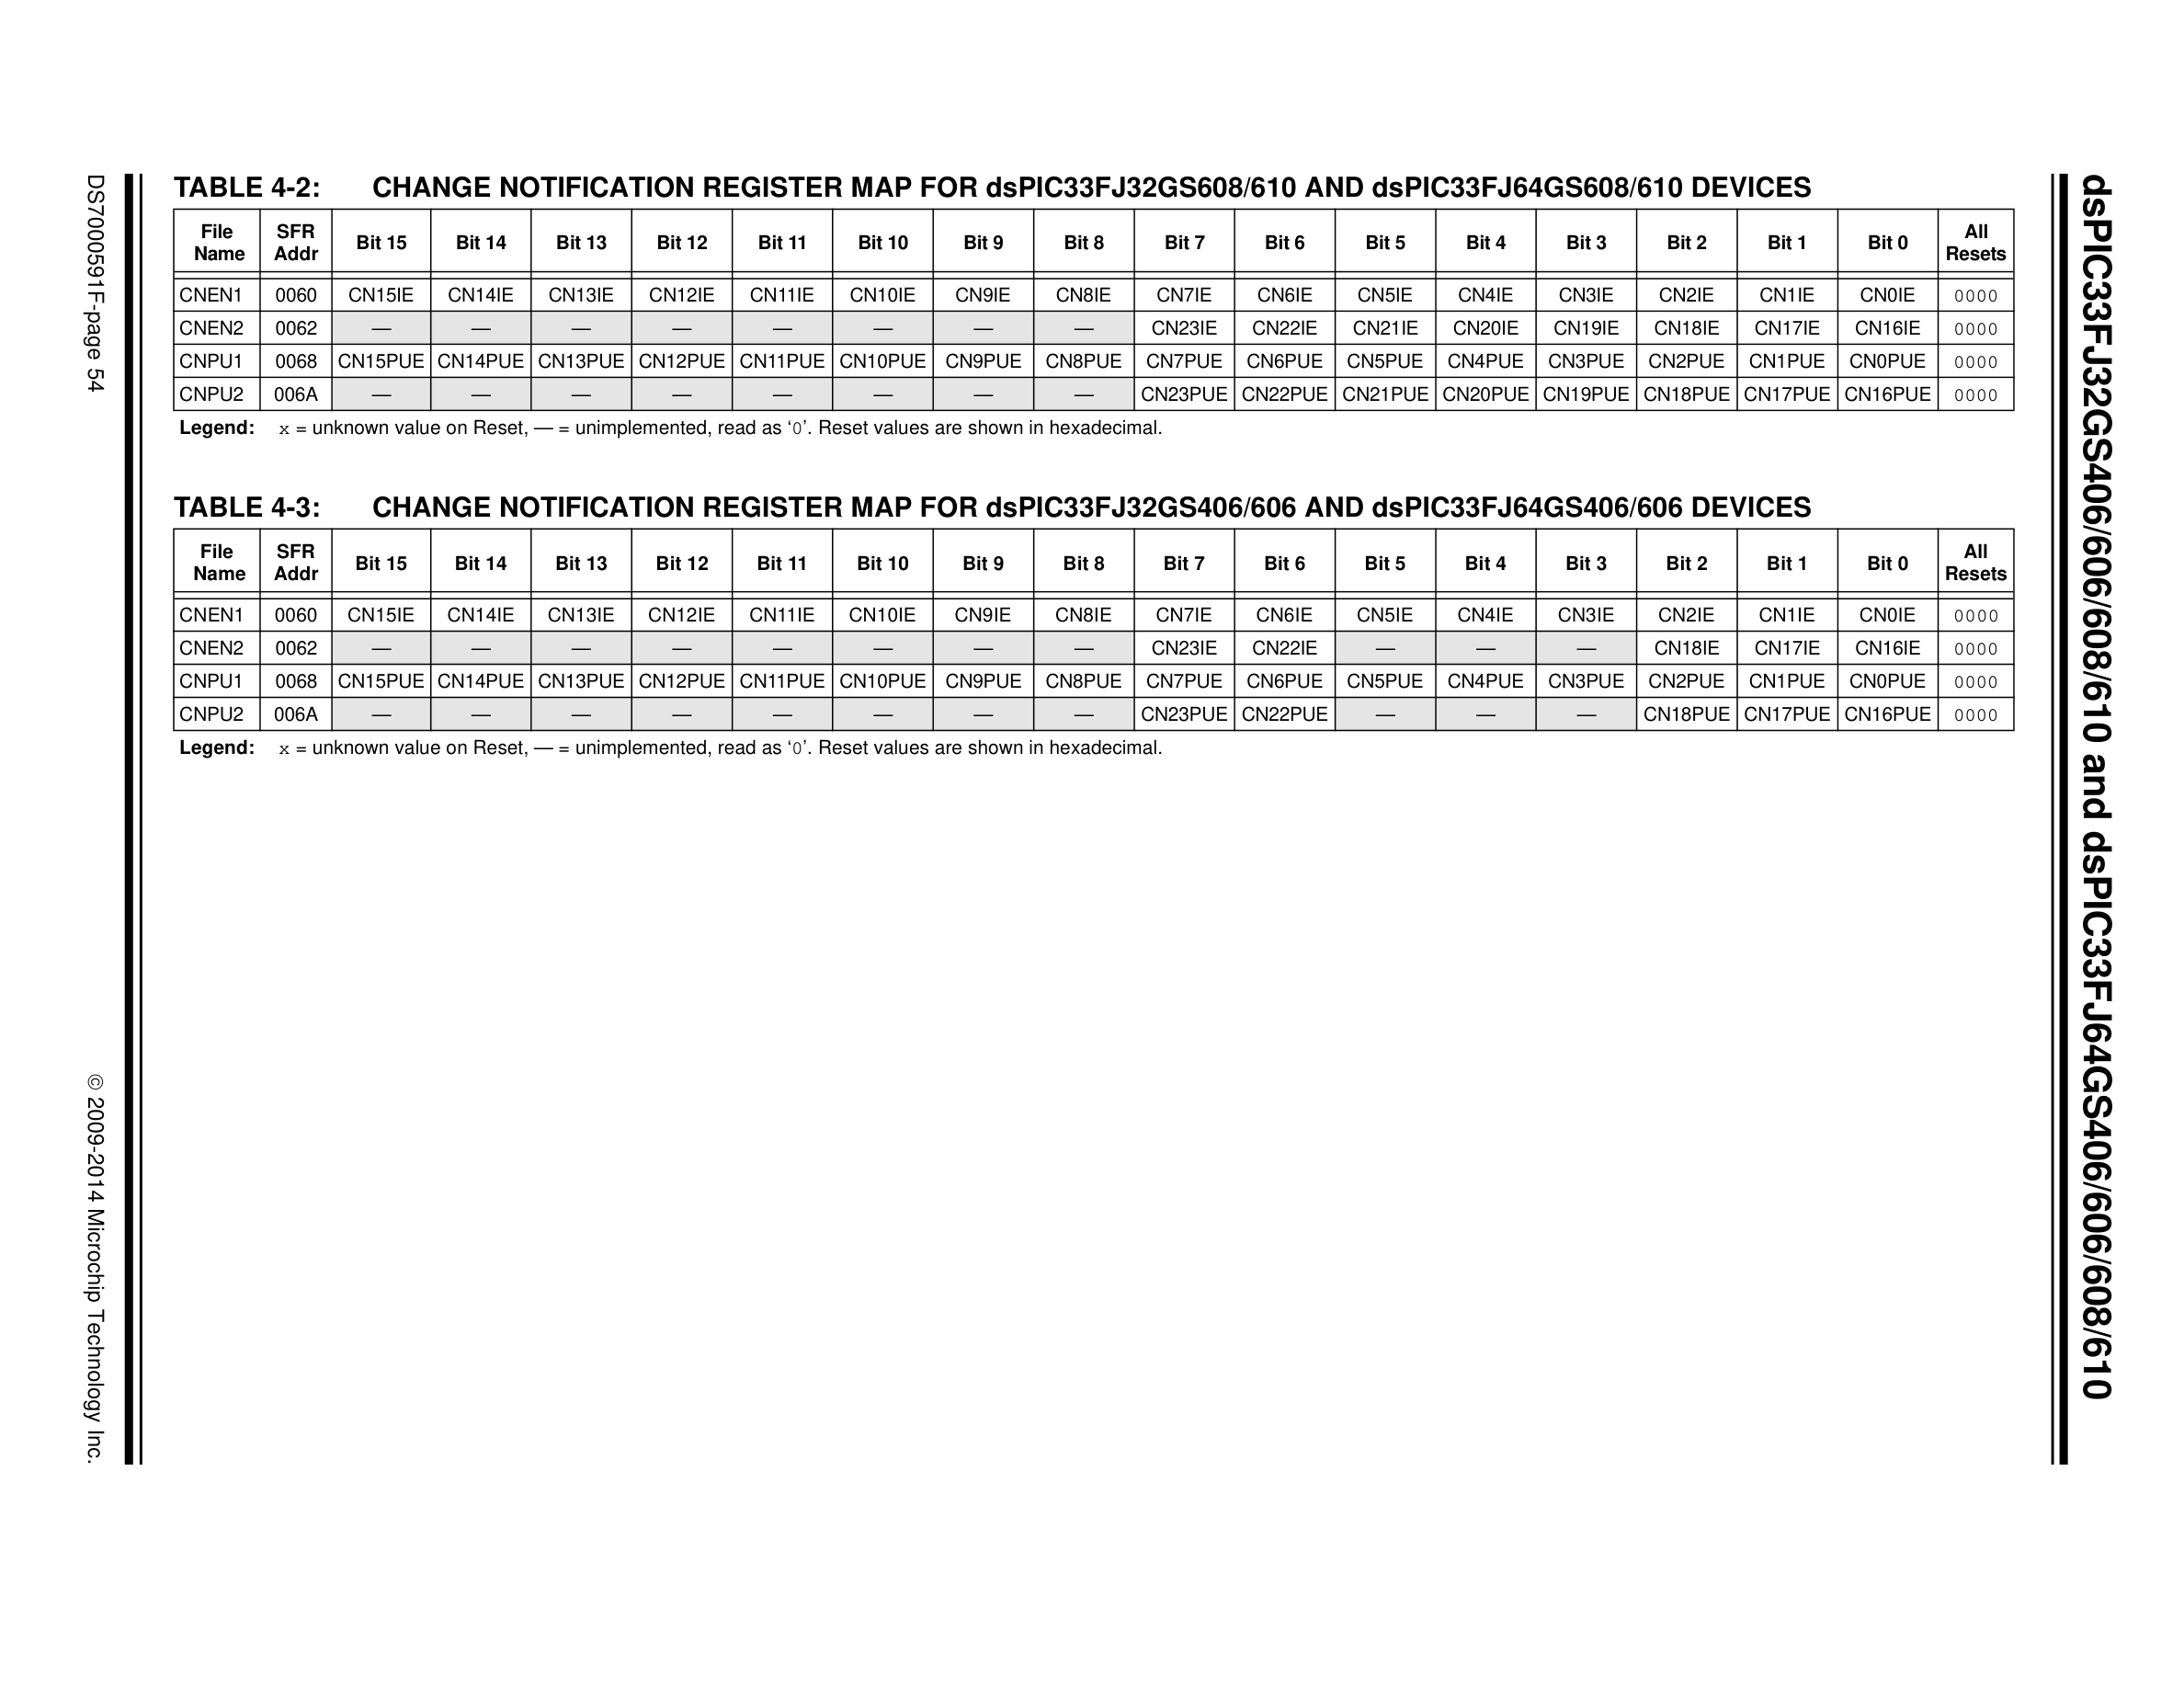 dsPIC33FJ32GS406/606/608/610 and dsPIC33FJ64GS406/606/608/610
TABLE 4-2: CHANGE NOTIFICATION REGISTER MAP FOR dsPIC33FJ32GS608/610 AND dsPIC33FJ64GS608/610 DEVICES
File Name SFR Addr Bit 15 Bit 14 Bit 13 Bit 12 Bit 11 Bit 10 Bit 9 Bit 8 Bit 7 Bit 6 Bit 5 Bit 4 Bit 3 Bit 2 Bit 1 Bit 0 All Resets
CNEN1 0060 CN15IE CN14IE CN13IE CN12IE CN11IE CN10IE CN9IE CN8IE CN7IE CN6IE CN5IE CN4IE CN3IE CN2IE CN1IE CN0IE 0000
CNEN2 0062 — — — — — — — — CN23IE CN22IE CN21IE CN20IE CN19IE CN18IE CN17IE CN16IE 0000
CNPU1 0068 CN15PUE CN14PUE CN13PUE CN12PUE CN11PUE CN10PUE CN9PUE CN8PUE CN7PUE CN6PUE CN5PUE CN4PUE CN3PUE CN2PUE CN1PUE CN0PUE 0000
CNPU2 006A — — — — — — — — CN23PUE CN22PUE CN21PUE CN20PUE CN19PUE CN18PUE CN17PUE CN16PUE 0000
Legend: x = unknown value on Reset, — = unimplemented, read as ‘0’. Reset values are shown in hexadecimal.
TABLE 4-3: CHANGE NOTIFICATION REGISTER MAP FOR dsPIC33FJ32GS406/606 AND dsPIC33FJ64GS406/606 DEVICES
File Name SFR Addr Bit 15 Bit 14 Bit 13 Bit 12 Bit 11 Bit 10 Bit 9 Bit 8 Bit 7 Bit 6 Bit 5 Bit 4 Bit 3 Bit 2 Bit 1 Bit 0 All Resets
CNEN1 0060 CN15IE CN14IE CN13IE CN12IE CN11IE CN10IE CN9IE CN8IE CN7IE CN6IE CN5IE CN4IE CN3IE CN2IE CN1IE CN0IE 0000
CNEN2 0062 — — — — — — — — CN23IE CN22IE — — — CN18IE CN17IE CN16IE 0000
CNPU1 0068 CN15PUE CN14PUE CN13PUE CN12PUE CN11PUE CN10PUE CN9PUE CN8PUE CN7PUE CN6PUE CN5PUE CN4PUE CN3PUE CN2PUE CN1PUE CN0PUE 0000
CNPU2 006A — — — — — — — — CN23PUE CN22PUE — — — CN18PUE CN17PUE CN16PUE 0000
Legend: x = unknown value on Reset, — = unimplemented, read as ‘0’. Reset values are shown in hexadecimal.
DS7000591F-page 54
© 2009-2014 Microchip Technology Inc.